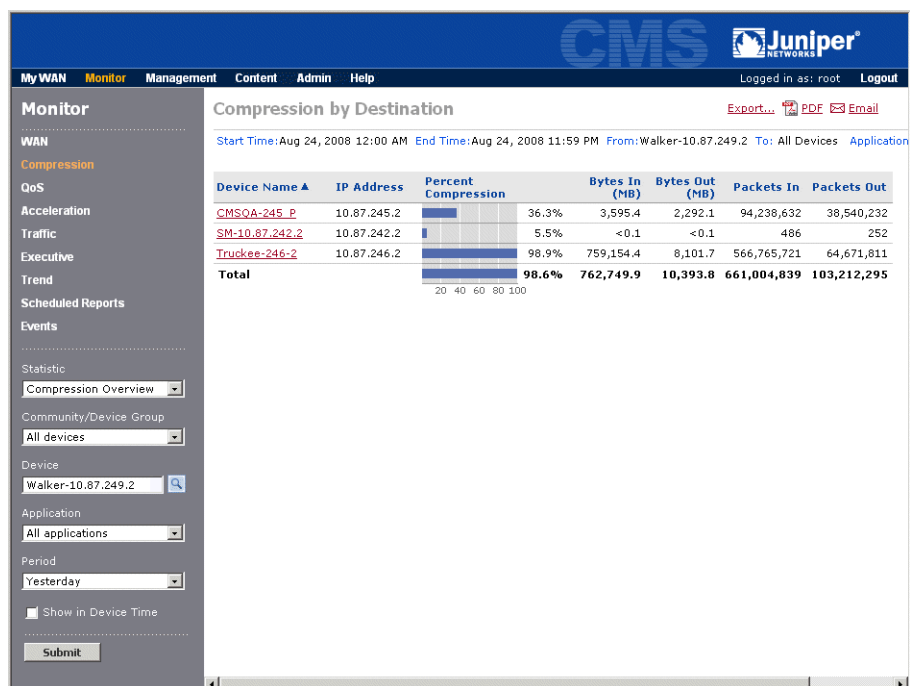 CMS
Juniper®
NETWORKS
My WAN Monitor Management Content Admin Help Logged in as: root Logout
Monitor
WAN
Compression
QoS
Acceleration
Traffic
Executive
Trend
Scheduled Reports
Events
Statistic
Compression Overview
Community/Device Group
All devices
Device
Walker-10.87.249.2
Application
All applications
Period
Yesterday
Show in Device Time
Submit
Compression by Destination
Export... PDF Email
Start Time:Aug 24, 2008 12:00 AM End Time:Aug 24, 2008 11:59 PM From:Walker-10.87.249.2 To: All Devices Application
Device Name IP Address Percent Compression Bytes In (MB) Bytes Out (MB) Packets In Packets Out
CMSQA-245_P 10.87.245.2 36.3% 3,595.4 2,292.1 94,238,632 38,540,232
SM-10.87.242.2 10.87.242.2 5.5% <0.1 <0.1 486 252
Truckee-246-2 10.87.246.2 98.9% 759,154.4 8,101.7 566,765,721 64,671,811
Total 98.6% 762,749.9 10,393.8 661,004,839 103,212,295
20 40 60 80 100